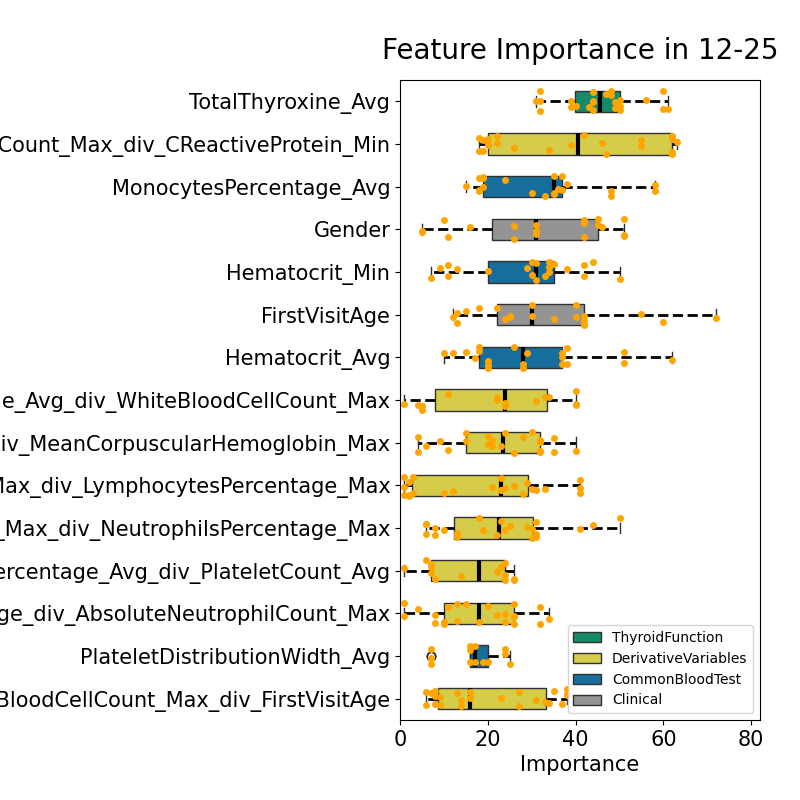 Feature Importance in 12-25
TotalThyroxine_Avg
Count_Max_div_CReactiveProtein_Min
MonocytesPercentage_Avg
Gender
Hematocrit_Min
FirstVisitAge
Hematocrit_Avg
e_Avg_div_WhiteBloodCellCount_Max
div_MeanCorpuscularHemoglobin_Max
Max_div_LymphocytesPercentage_Max
_Max_div_NeutrophilsPercentage_Max
ercentage_Avg_div_PlateletCount_Avg
ge_div_AbsoluteNeutrophilCount_Max
PlateletDistributionWidth_Avg
BloodCellCount_Max_div_FirstVisitAge
ThyroidFunction
DerivativeVariables
CommonBloodTest
Clinical
0 20 40 60 80
Importance